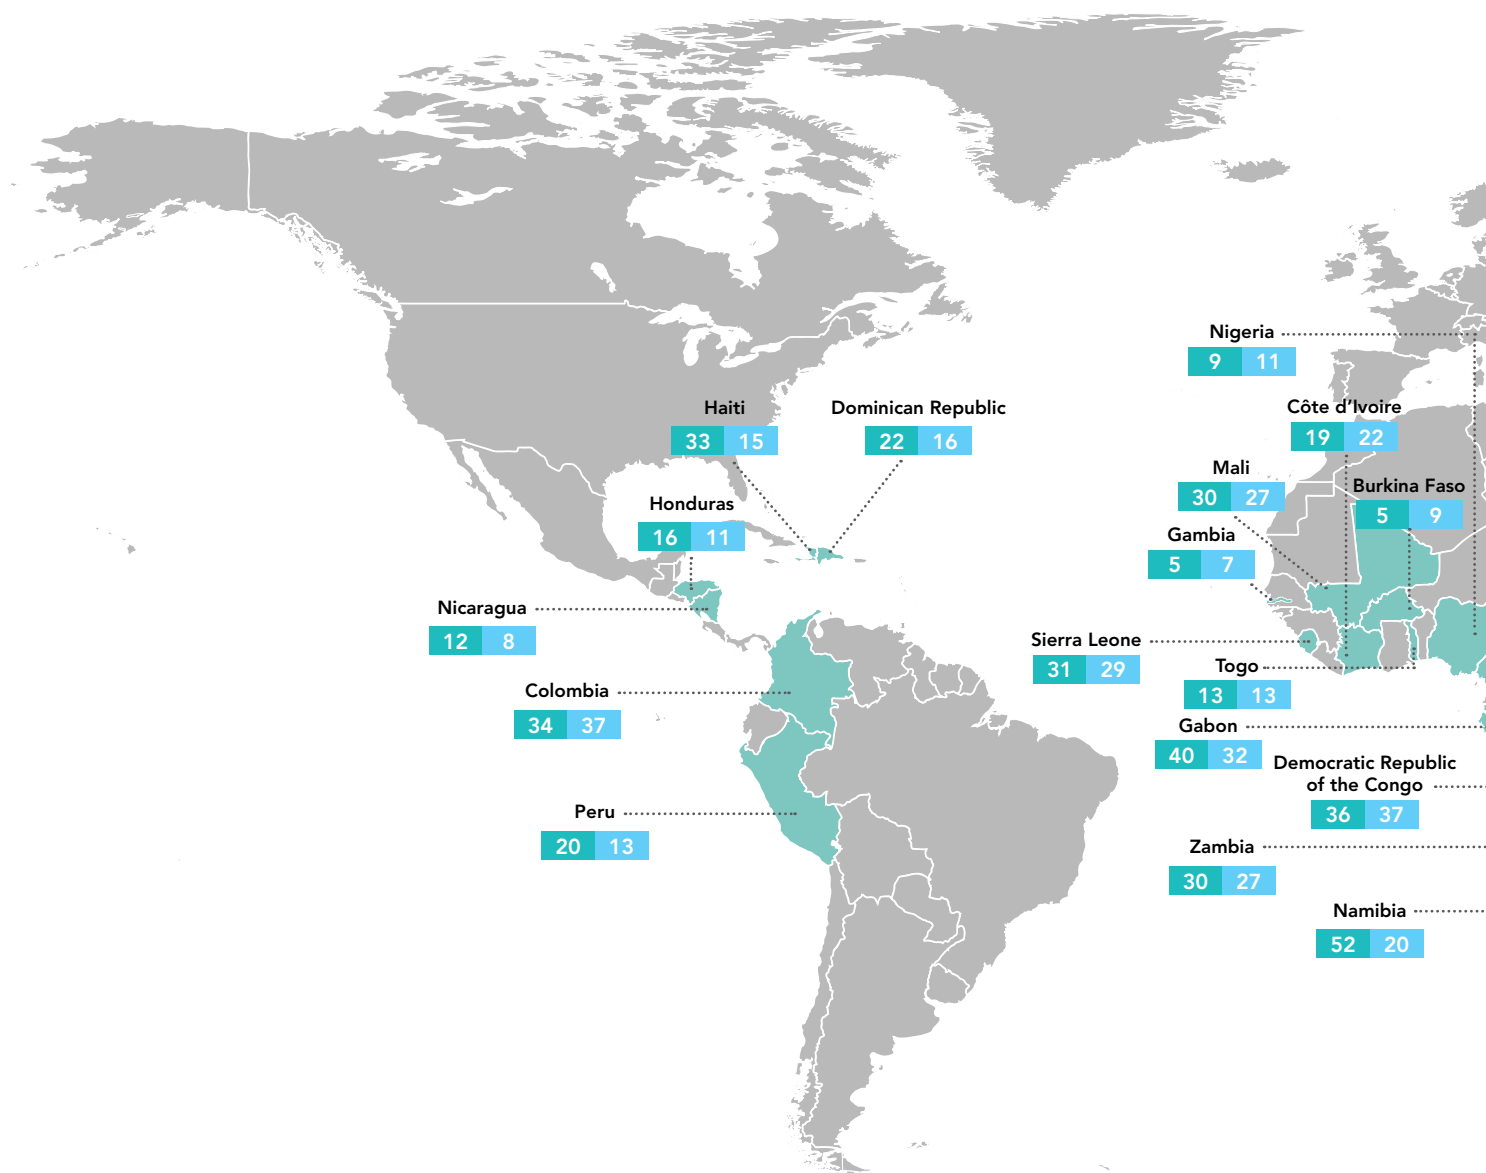 Nigeria
9 11
Haiti
33 15
Dominican Republic
22 16
Côte d'Ivoire
19 22
Mali
30 27
Burkina Faso
5 9
Honduras
16 11
Gambia
5 7
Nicaragua
12 8
Sierra Leone
31 29
Togo
13 13
Colombia
34 37
Gabon
40 32
Democratic Republic
of the Congo
36 37
Peru
20 13
Zambia
30 27
Namibia
52 20